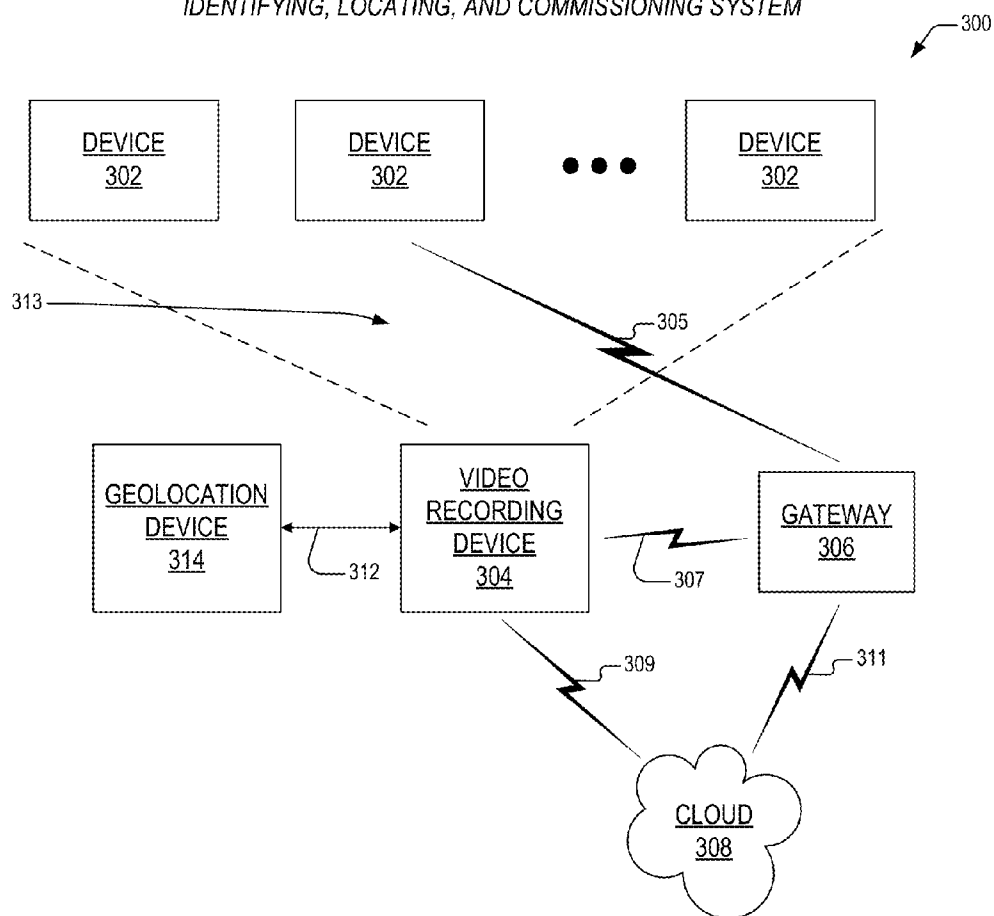 IDENTIFYING, LOCATING, AND COMMISSIONING SYSTEM
300
DEVICE
302
DEVICE
302
DEVICE
302
313
305
GEOLOCATION
DEVICE
314
312
VIDEO
RECORDING
DEVICE
304
307
GATEWAY
306
309
311
CLOUD
308